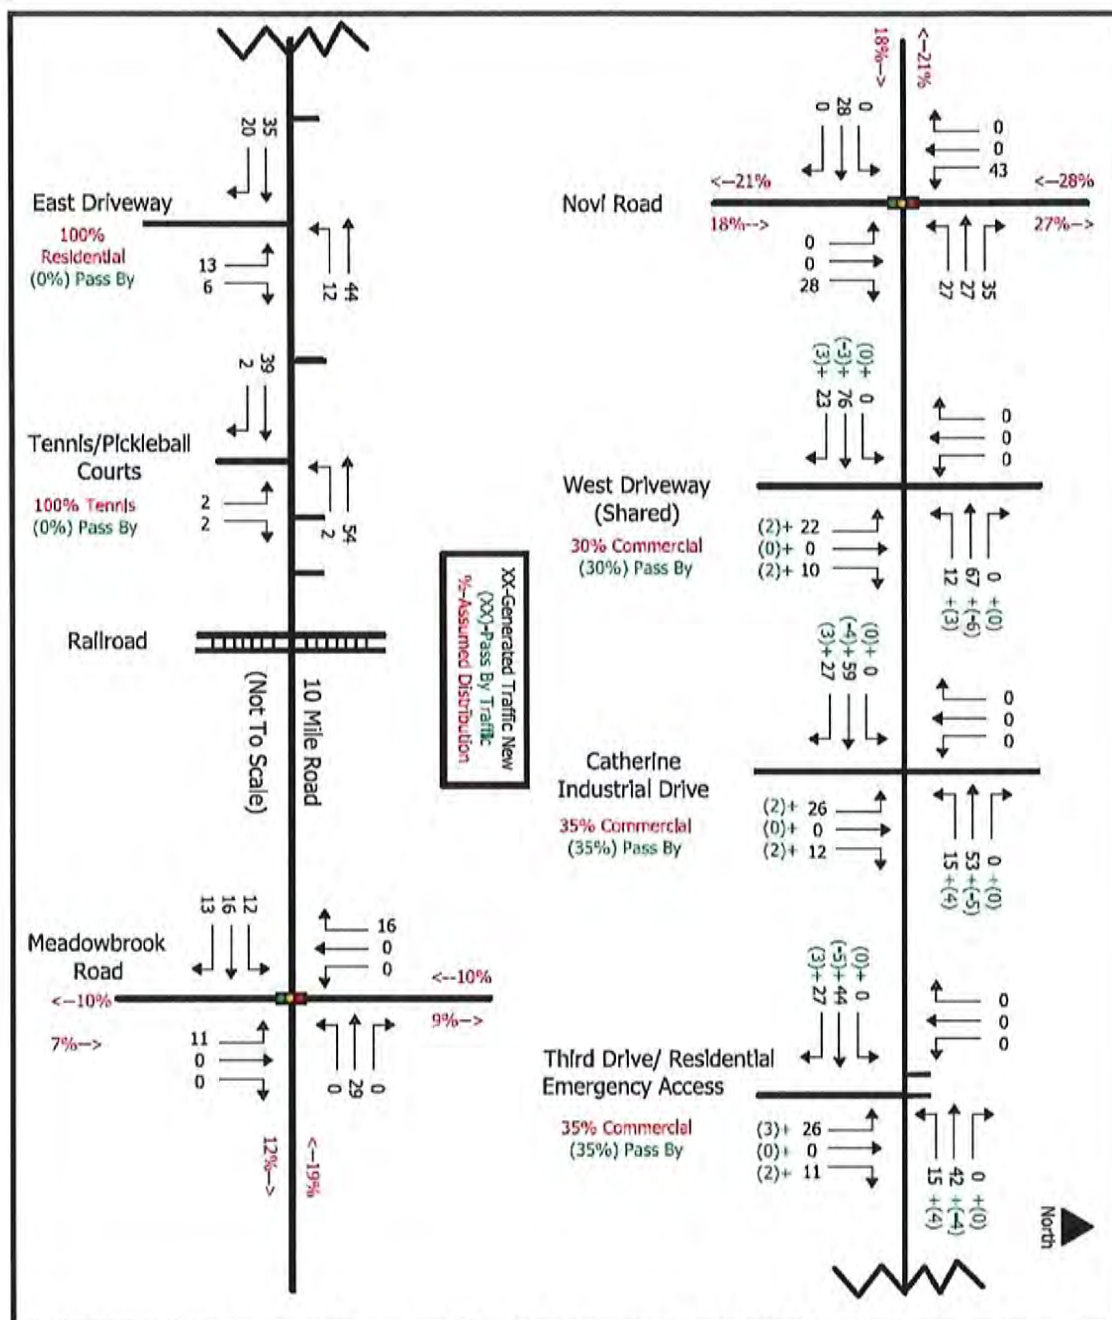 35
20
East Driveway
100%
Residential
(0%) Pass By
13
6
44
12
39
2
Tennis/Pickleball
Courts
100% Tennis
(0%) Pass By
2
2
54
2
Railroad
10 Mile Road
(Not To Scale)
XX-Generated Traffic New
(XX)-Pass By Traffic
%-Assumed Distribution
12
16
13
16
0
0
Meadowbrook
Road
<--10%
7%-->
<--10%
9%-->
11
0
0
0
29
0
12%-->
<--19%
18%-->
<--21%
0
28
0
0
0
43
Novi Road
<--21%
18%-->
<--28%
27%-->
0
0
28
35
27
27
(0)+ 0
(-3)+ 76
(3)+ 23
0
0
0
West Driveway
(Shared)
30% Commercial
(30%) Pass By
(2)+ 22
(0)+ 0
(2)+ 10
0 +(0)
67 +(-6)
12 +(3)
(0)+ 0
(-4)+ 59
(3)+ 27
0
0
0
Catherine
Industrial Drive
35% Commercial
(35%) Pass By
(2)+ 26
(0)+ 0
(2)+ 12
0 +(0)
53 +(-5)
15 +(4)
(0)+ 0
(-5)+ 44
(3)+ 27
0
0
0
Third Drive/ Residential
Emergency Access
35% Commercial
(35%) Pass By
(3)+ 26
(0)+ 0
(2)+ 11
0 +(0)
42 +(-4)
15 +(4)
North